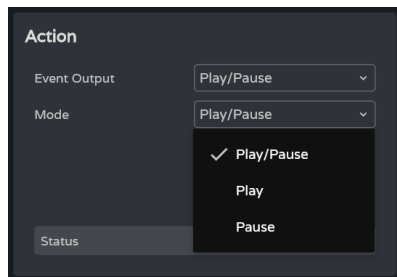 Action
Event Output Play/Pause
Mode Play/Pause
Play/Pause
Play
Pause
Status